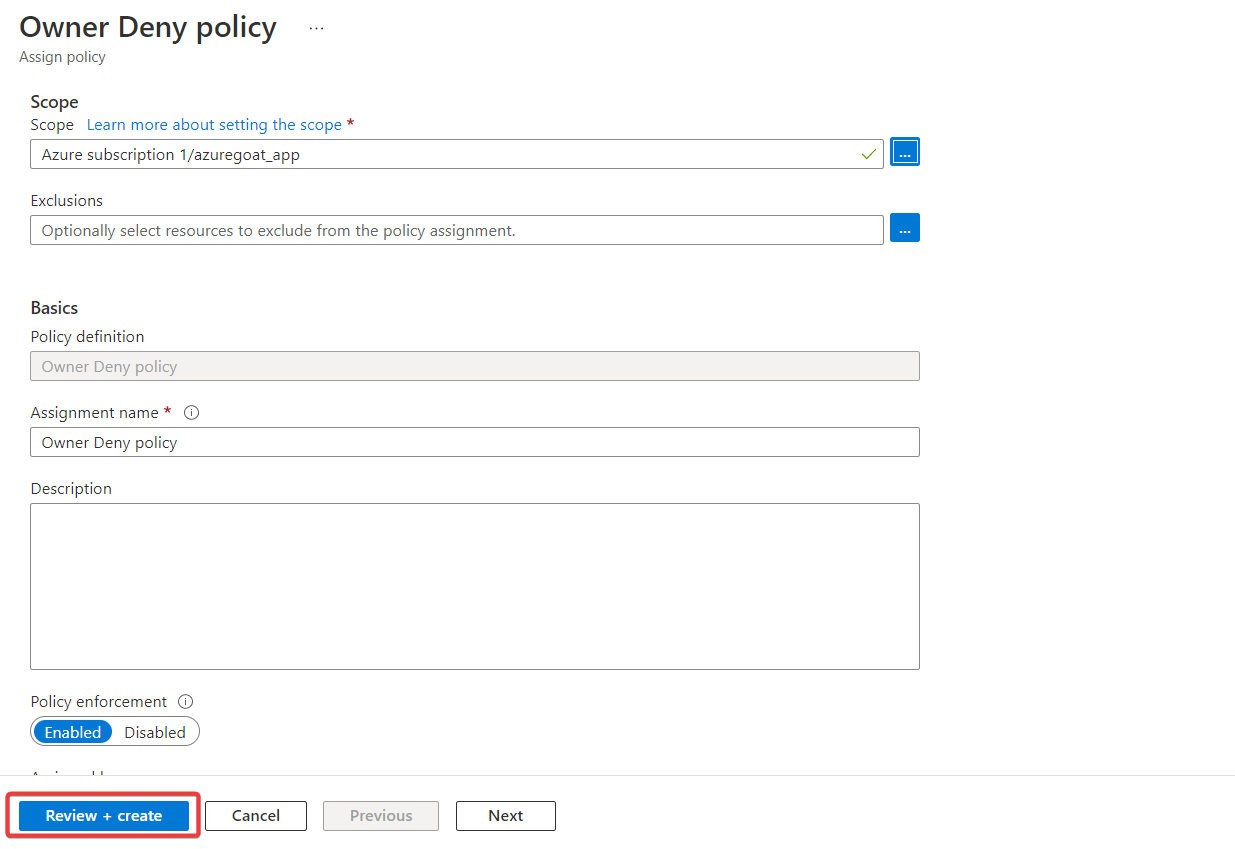 Owner Deny policy ...
Assign policy
Scope
Scope Learn more about setting the scope *
Azure subscription 1/azuregoat_app ...
Exclusions
Optionally select resources to exclude from the policy assignment. ...
Basics
Policy definition
Owner Deny policy
Assignment name *
Owner Deny policy
Description
Policy enforcement
Enabled Disabled
Review + create Cancel Previous Next